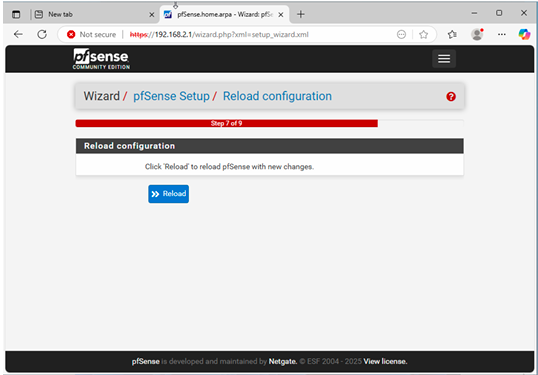 New tab
pfSense.home.arpa - Wizard: pfSe
Not secure
https://192.168.2.1/wizard.php?xml=setup_wizard.xml
pfsense
COMMUNITY EDITION
Wizard / pfSense Setup / Reload configuration
Step 7 of 9
Reload configuration
Click 'Reload' to reload pfSense with new changes.
Reload
pfSense is developed and maintained by Netgate. © ESF 2004 - 2025 View license.